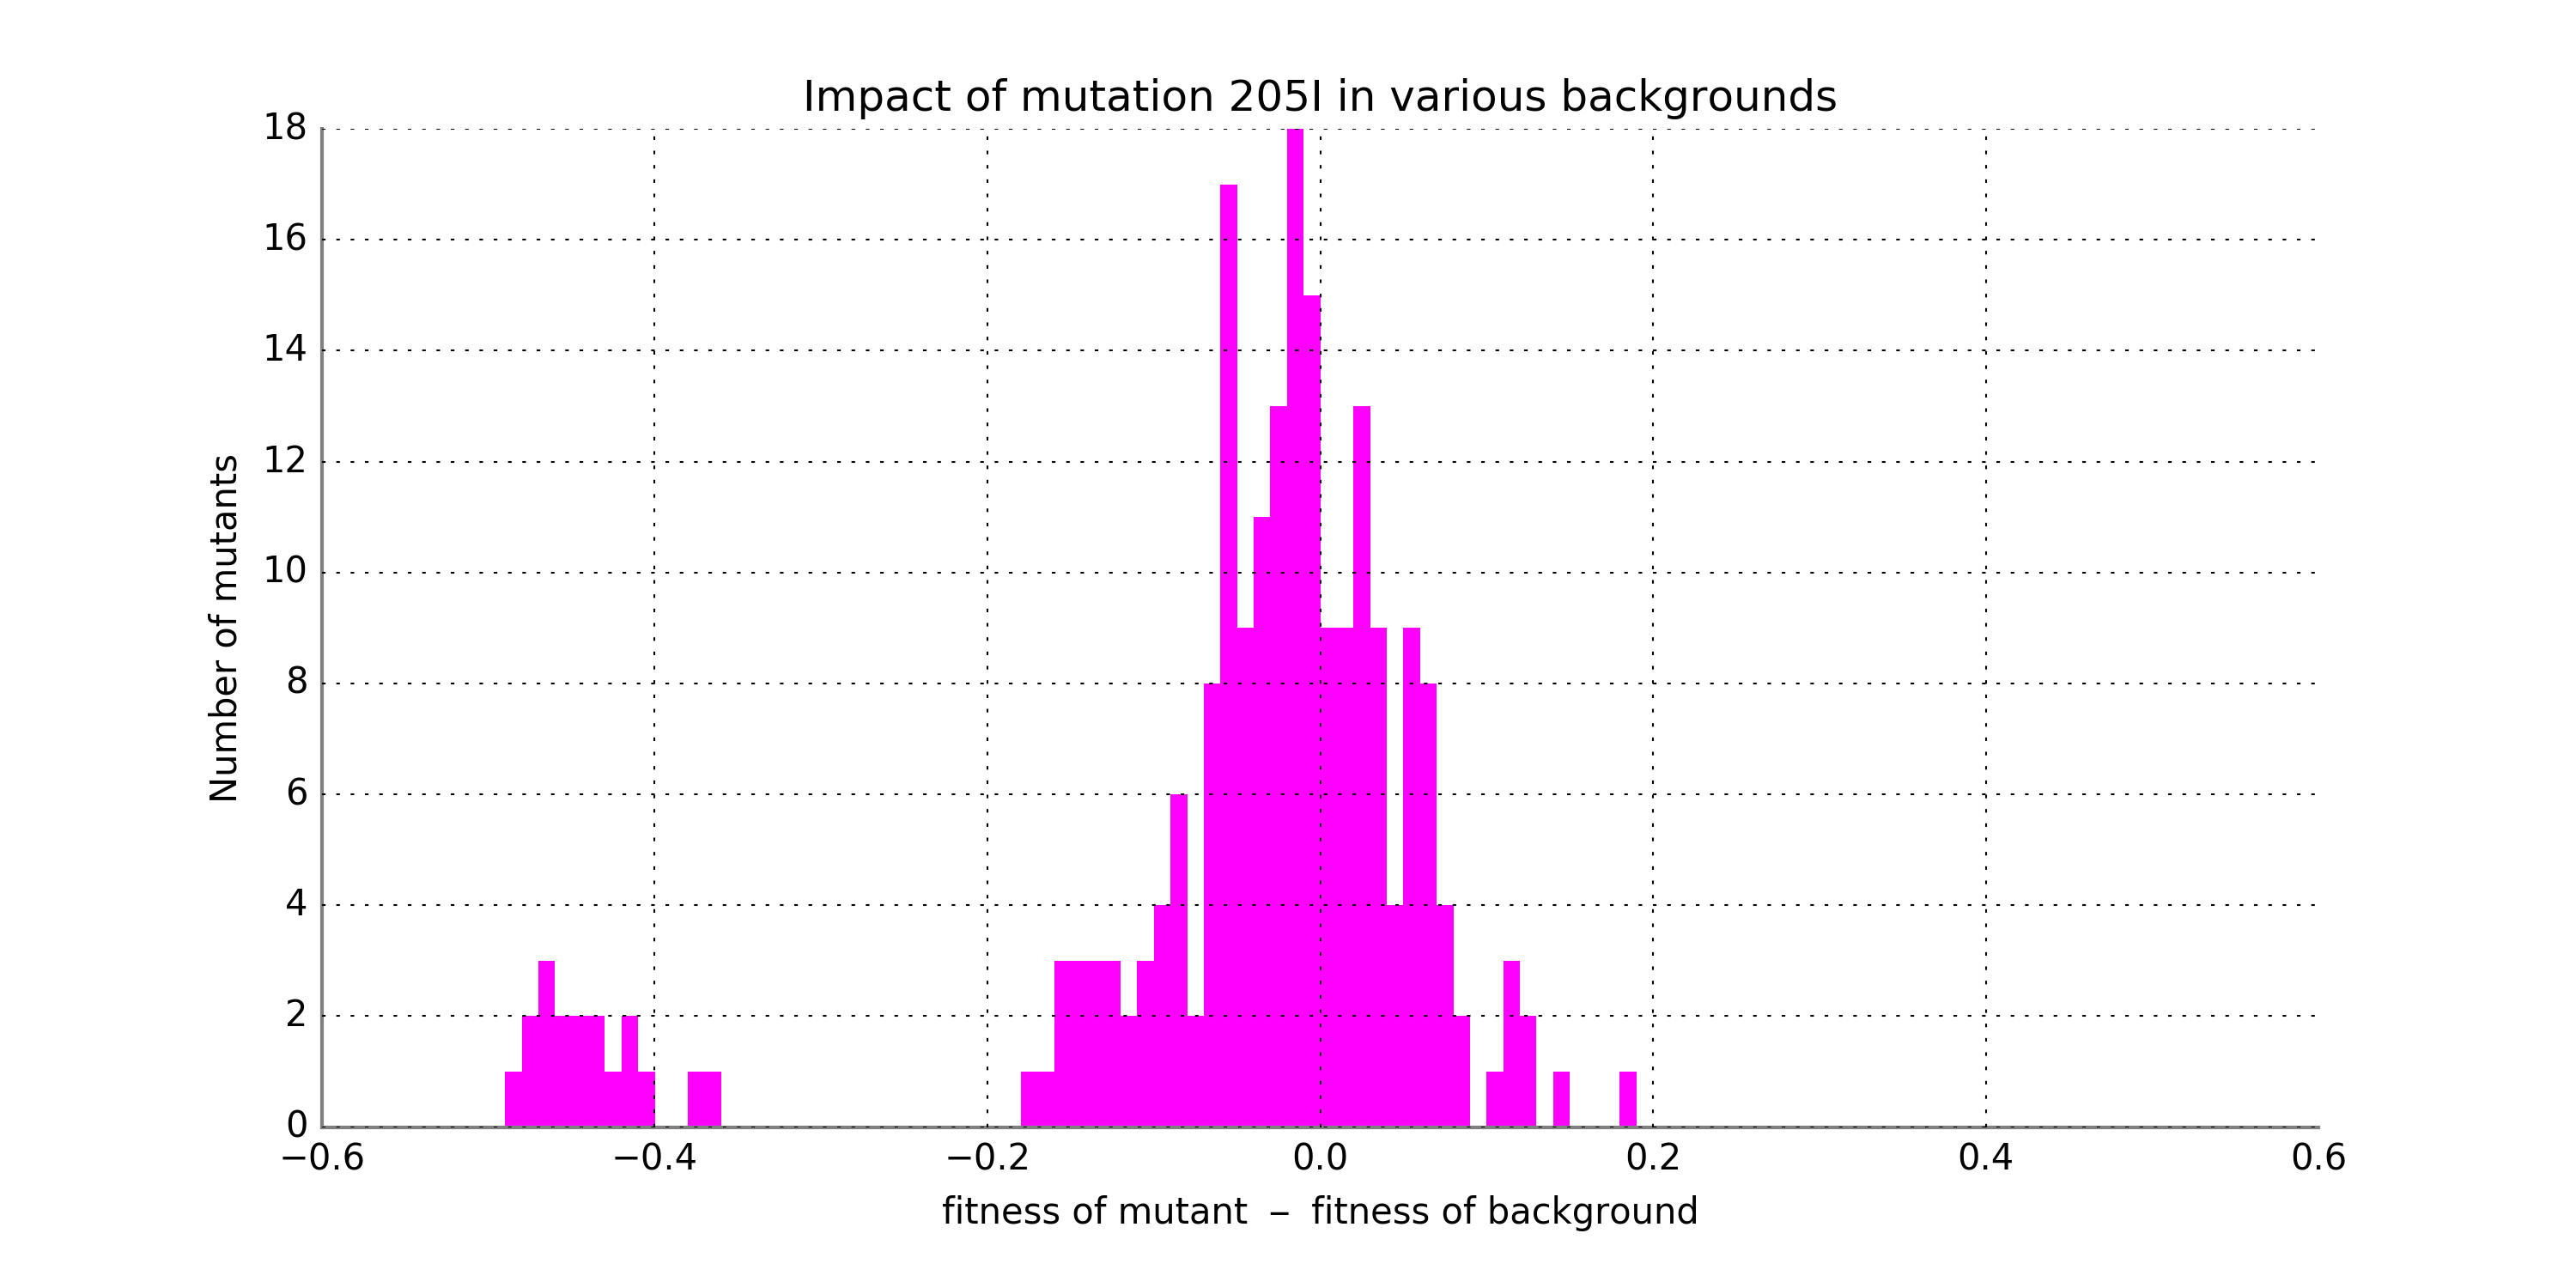 Impact of mutation 205I in various backgrounds
18
16
14
12
10
8
6
4
2
0
Number of mutants
−0.6 −0.4 −0.2 0.0 0.2 0.4 0.6
fitness of mutant − fitness of background